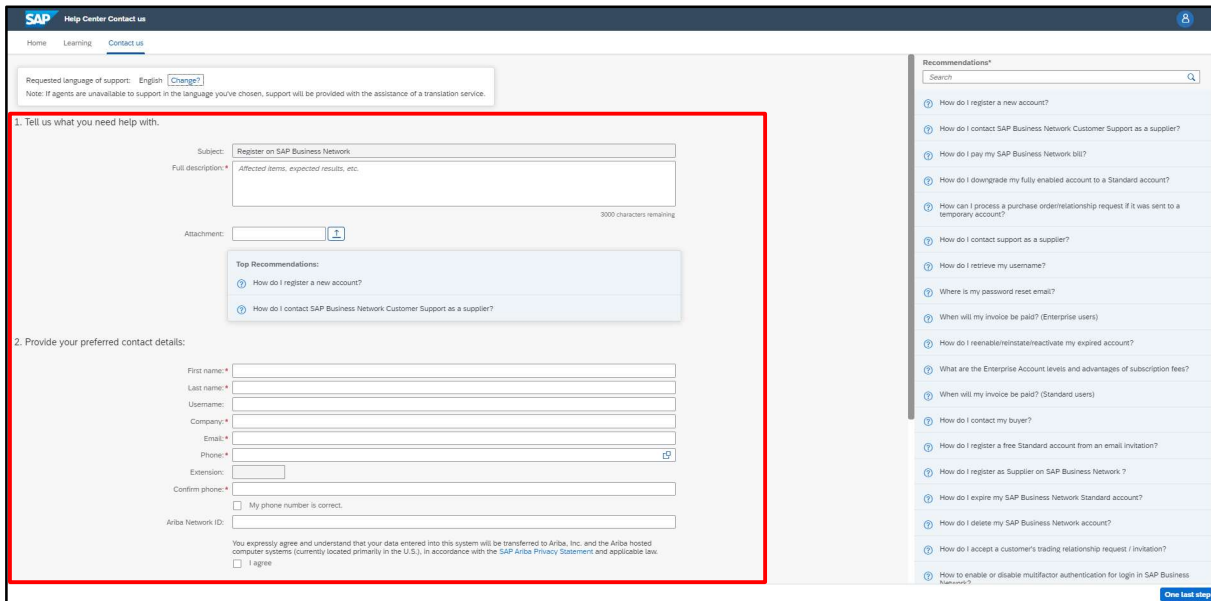 SAP Help Center Contact us
Home Learning Contact us
Requested language of support: English Change?
Note: If agents are unavailable to support in the language you've chosen, support will be provided with the assistance of a translation service.
1. Tell us what you need help with.
Subject: Register on SAP Business Network
Full description:* Affected items, expected results, etc.
3000 characters remaining
Attachment:
Top Recommendations:
How do I register a new account?
How do I contact SAP Business Network Customer Support as a supplier?
2. Provide your preferred contact details:
First name:*
Last name:*
Username:
Company:*
Email:*
Phone:*
Extension:
Confirm phone:*
My phone number is correct.
Ariba Network ID:
You expressly agree and understand that your data entered into this system will be transferred to Ariba, Inc. and the Ariba hosted
computer systems (currently located primarily in the U.S.), in accordance with the SAP Ariba Privacy Statement and applicable law.
I agree
Recommendations*
Search
How do I register a new account?
How do I contact SAP Business Network Customer Support as a supplier?
How do I pay my SAP Business Network bill?
How do I downgrade my fully enabled account to a Standard account?
How can I process a purchase order/relationship request if it was sent to a
temporary account?
How do I contact support as a supplier?
How do I retrieve my username?
Where is my password reset email?
When will my invoice be paid? (Enterprise users)
How do I reenable/reinstate/reactivate my expired account?
What are the Enterprise Account levels and advantages of subscription fees?
When will my invoice be paid? (Standard users)
How do I contact my buyer?
How do I register a free Standard account from an email invitation?
How do I register as Supplier on SAP Business Network ?
How do I expire my SAP Business Network Standard account?
How do I delete my SAP Business Network account?
How do I accept a customer's trading relationship request / invitation?
How to enable or disable multifactor authentication for login in SAP Business
Network?
One last step